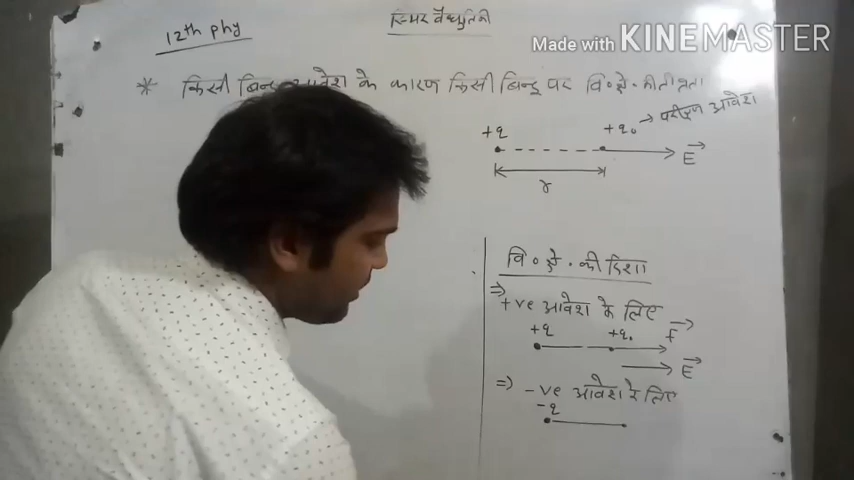 12th phy
स्थिर वैद्युतिकी
Made with KINEMASTER
* किसी बिन्दु आवेश के कारण किसी बिन्दु पर वि॰ क्षे॰ की तीव्रता
+q
+q₀ → परीक्षण आवेश
E→
r
वि॰ क्षे॰ की दिशा
⇒ +ve आवेश के लिए
+q +q₀ F→
E→
⇒ -ve आवेश के लिए
-q